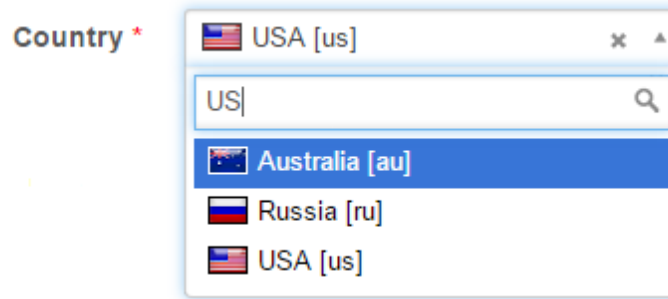 Country *
USA [us]
US
Australia [au]
Russia [ru]
USA [us]